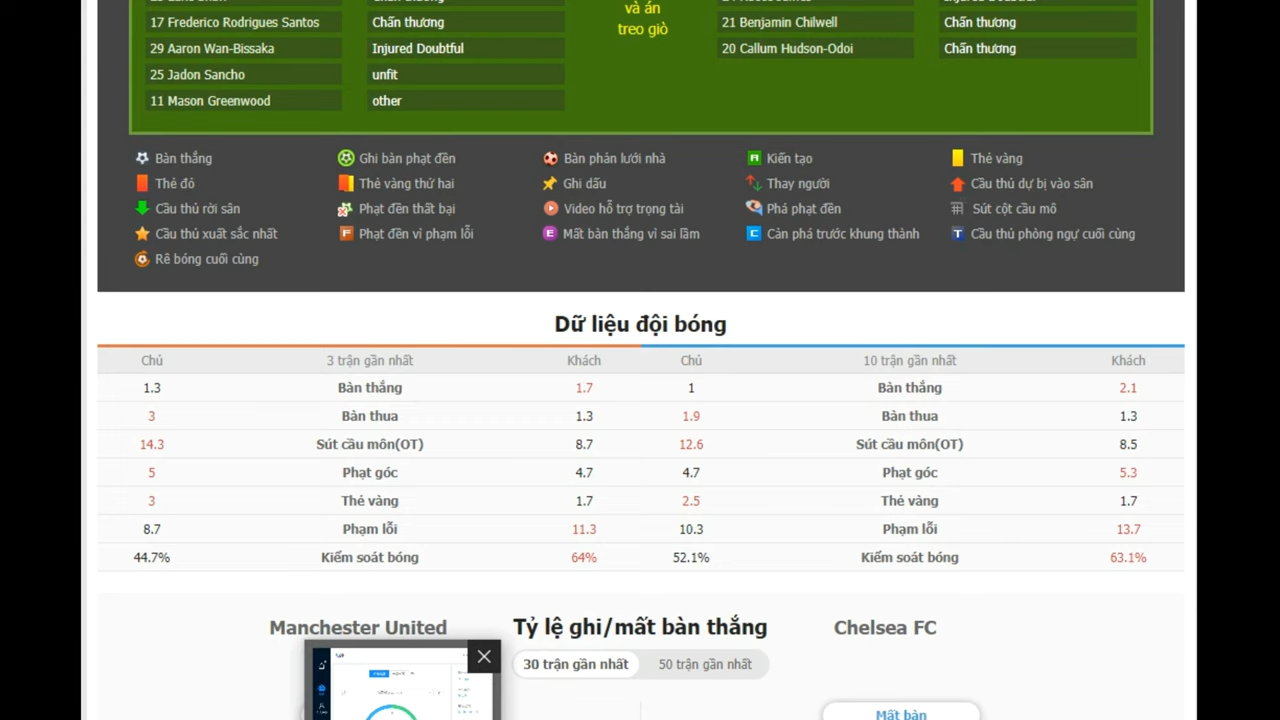 và án
treo giò
17 Frederico Rodrigues Santos
Chấn thương
21 Benjamin Chilwell
Chấn thương
29 Aaron Wan-Bissaka
Injured Doubtful
20 Callum Hudson-Odoi
Chấn thương
25 Jadon Sancho
unfit
11 Mason Greenwood
other
Bàn thắng
Ghi bàn phạt đền
Bàn phản lưới nhà
Kiến tạo
Thẻ vàng
Thẻ đỏ
Thẻ vàng thứ hai
Ghi dấu
Thay người
Cầu thủ dự bị vào sân
Cầu thủ rời sân
Phạt đền thất bại
Video hỗ trợ trọng tài
Phá phạt đền
Sút cột cầu mô
Cầu thủ xuất sắc nhất
Phạt đền vì phạm lỗi
Mất bàn thắng vì sai lầm
Cản phá trước khung thành
Cầu thủ phòng ngự cuối cùng
Rê bóng cuối cùng
Dữ liệu đội bóng
Chủ 3 trận gần nhất Khách Chủ 10 trận gần nhất Khách
1.3 Bàn thắng 1.7 1 Bàn thắng 2.1
3 Bàn thua 1.3 1.9 Bàn thua 1.3
14.3 Sút cầu môn(OT) 8.7 12.6 Sút cầu môn(OT) 8.5
5 Phạt góc 4.7 4.7 Phạt góc 5.3
3 Thẻ vàng 1.7 2.5 Thẻ vàng 1.7
8.7 Phạm lỗi 11.3 10.3 Phạm lỗi 13.7
44.7% Kiểm soát bóng 64% 52.1% Kiểm soát bóng 63.1%
Manchester United
Tỷ lệ ghi/mất bàn thắng
Chelsea FC
30 trận gần nhất
50 trận gần nhất
Mất bàn